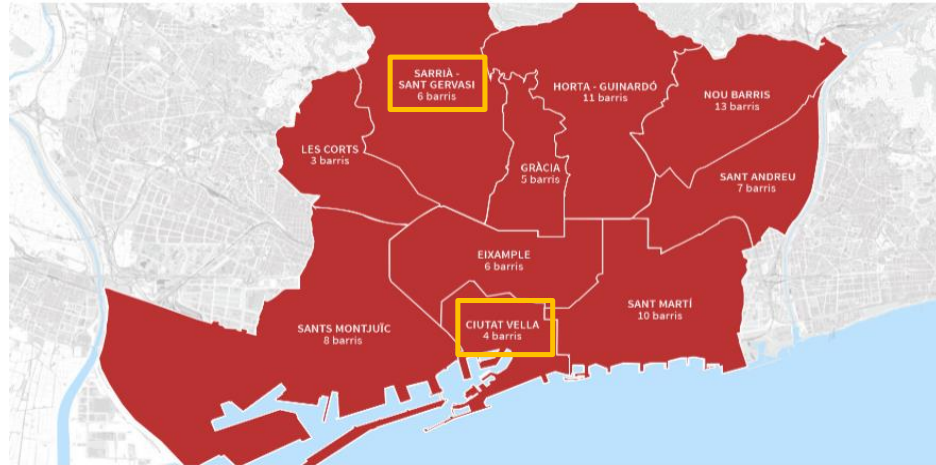 SARRIÀ -
SANT GERVASI
6 barris
HORTA - GUINARDÓ
11 barris
NOU BARRIS
13 barris
LES CORTS
3 barris
GRÀCIA
5 barris
SANT ANDREU
7 barris
EIXAMPLE
6 barris
SANT MARTÍ
10 barris
SANTS MONTJUÏC
8 barris
CIUTAT VELLA
4 barris